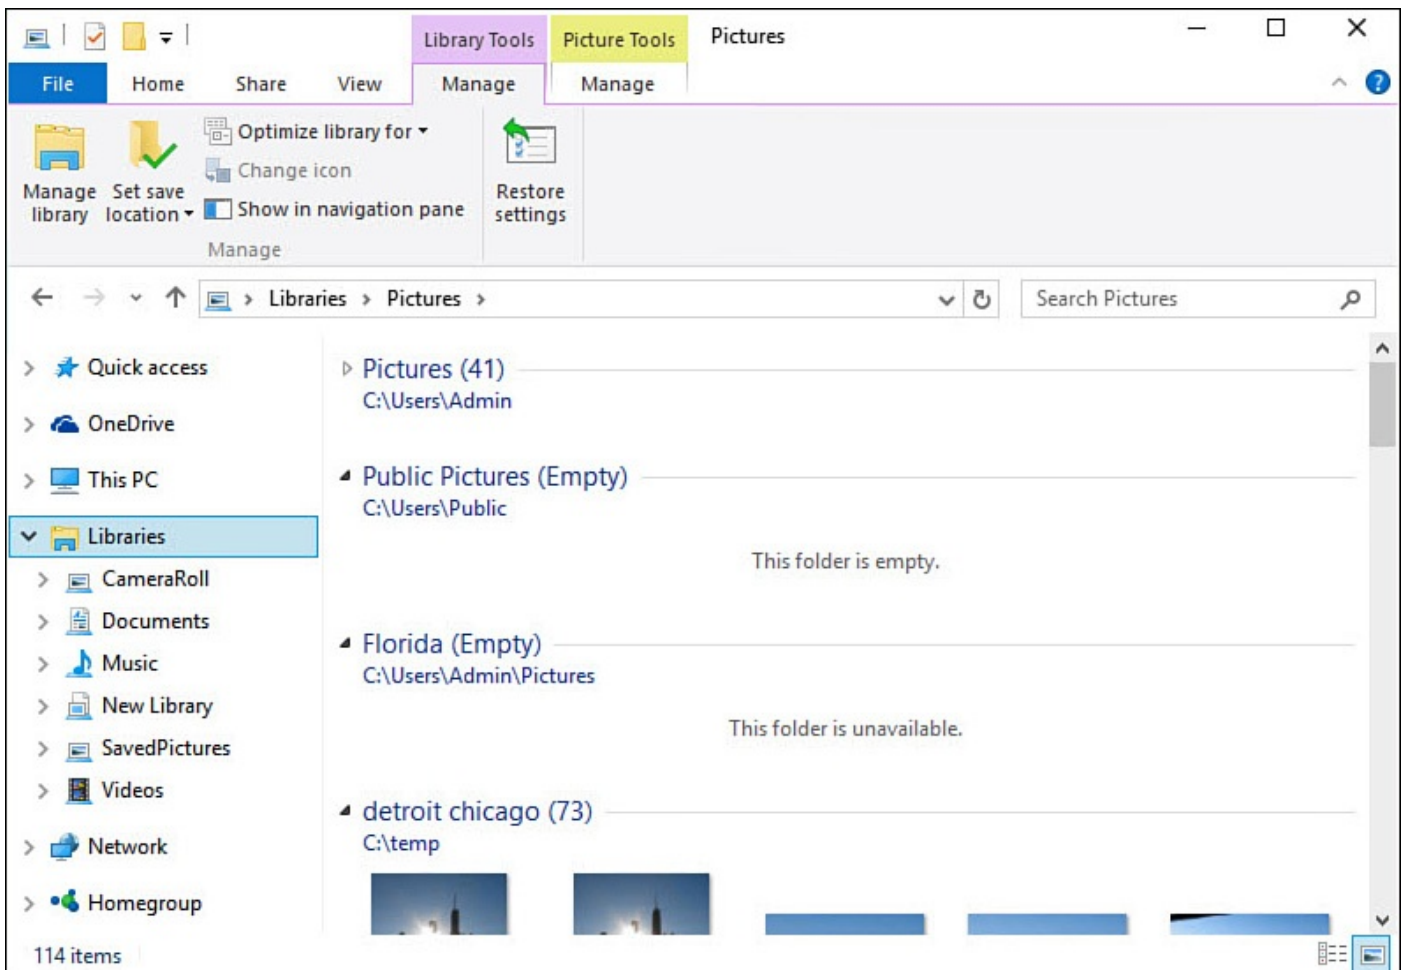 Library Tools
Picture Tools
Pictures
File
Home
Share
View
Manage
Manage
?
Manage library
Set save location
Optimize library for
Change icon
Show in navigation pane
Restore settings
Manage
Libraries > Pictures >
Search Pictures
Quick access
OneDrive
This PC
Libraries
CameraRoll
Documents
Music
New Library
SavedPictures
Videos
Network
Homegroup
Pictures (41)
C:\Users\Admin
Public Pictures (Empty)
C:\Users\Public
This folder is empty.
Florida (Empty)
C:\Users\Admin\Pictures
This folder is unavailable.
detroit chicago (73)
C:\temp
114 items